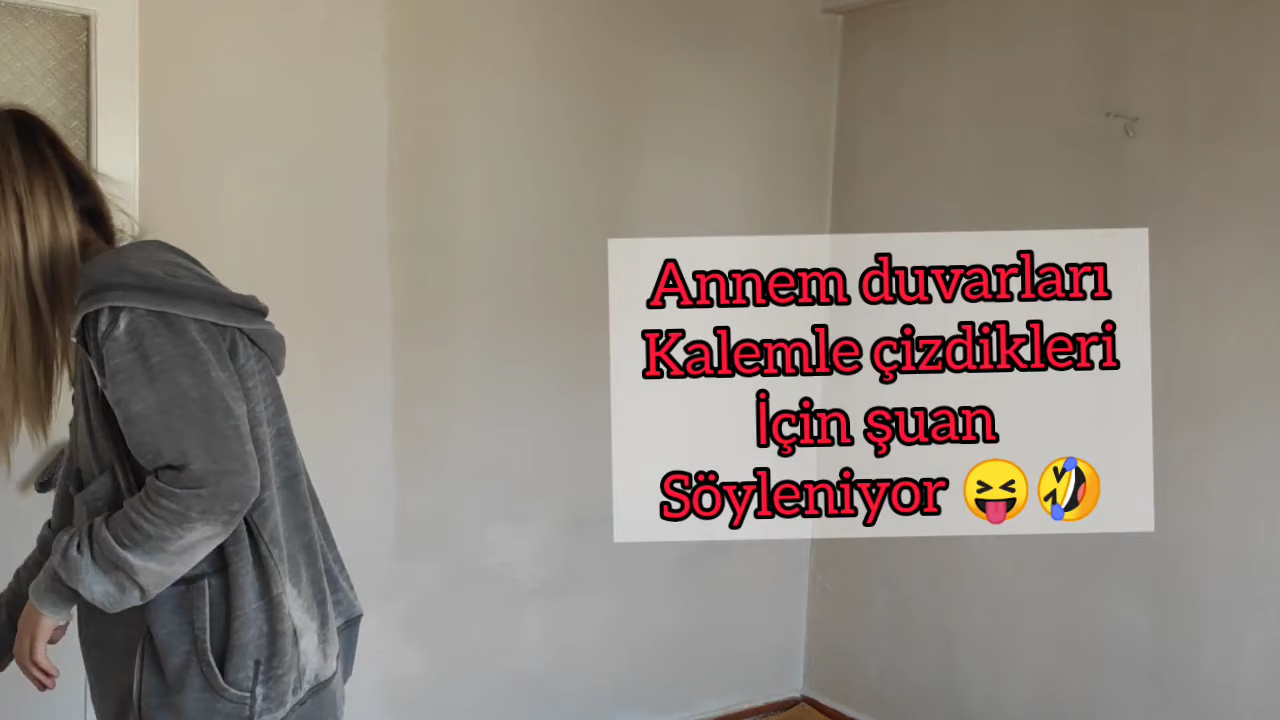 Annem duvarları
Kalemle çizdikleri
İçin şuan
Söyleniyor 😝🤣